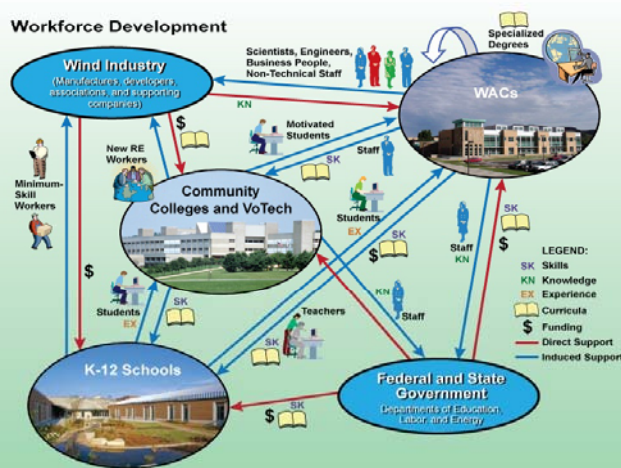 Workforce Development
Wind Industry
(Manufactures, developers,
associations, and supporting
companies)
Scientists, Engineers,
Business People,
Non-Technical Staff
Specialized
Degrees
WACs
KN
$
New RE
Workers
Motivated
Students
SK
Staff
Minimum-
Skill
Workers
Community
Colleges and VoTech
Students
EX
SK
$
SK
$
Staff
KN
$
Students
EX
SK
Teachers
SK
KN
Staff
LEGEND:
SK Skills
KN Knowledge
EX Experience
Curricula
$ Funding
Direct Support
Induced Support
K-12 Schools
SK
$
Federal and State
Government
Departments of Education,
Labor, and Energy